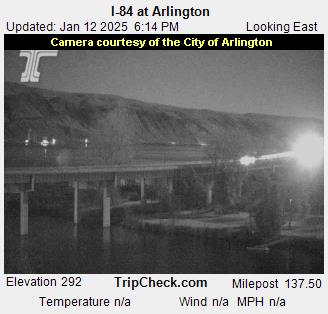 I-84 at Arlington
Updated: Jan 12 2025 6:14 PM Looking East
Camera courtesy of the City of Arlington
Elevation 292 TripCheck.com Milepost 137.50
Temperature n/a Wind n/a MPH n/a